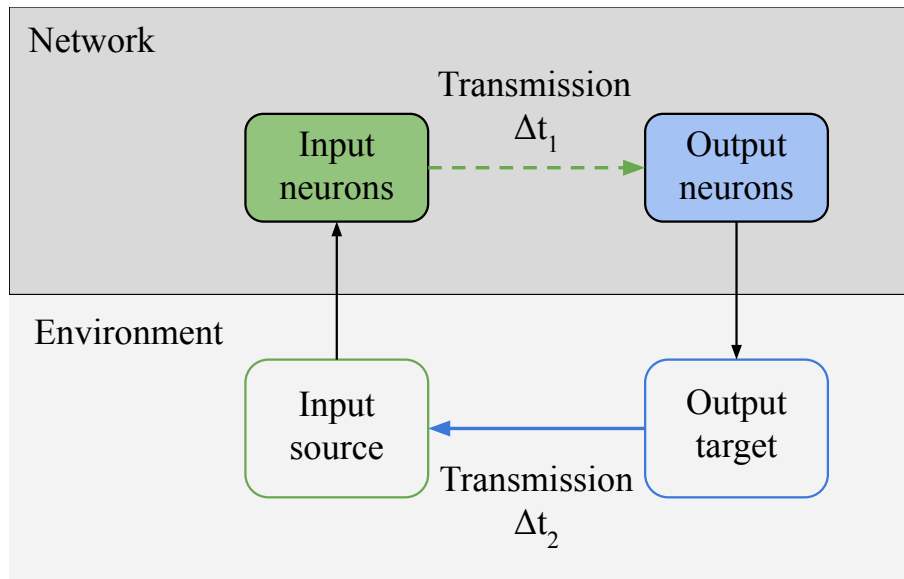 Network
Transmission
Δt₁
Input
neurons
Output
neurons
Environment
Input
source
Output
target
Transmission
Δt₂